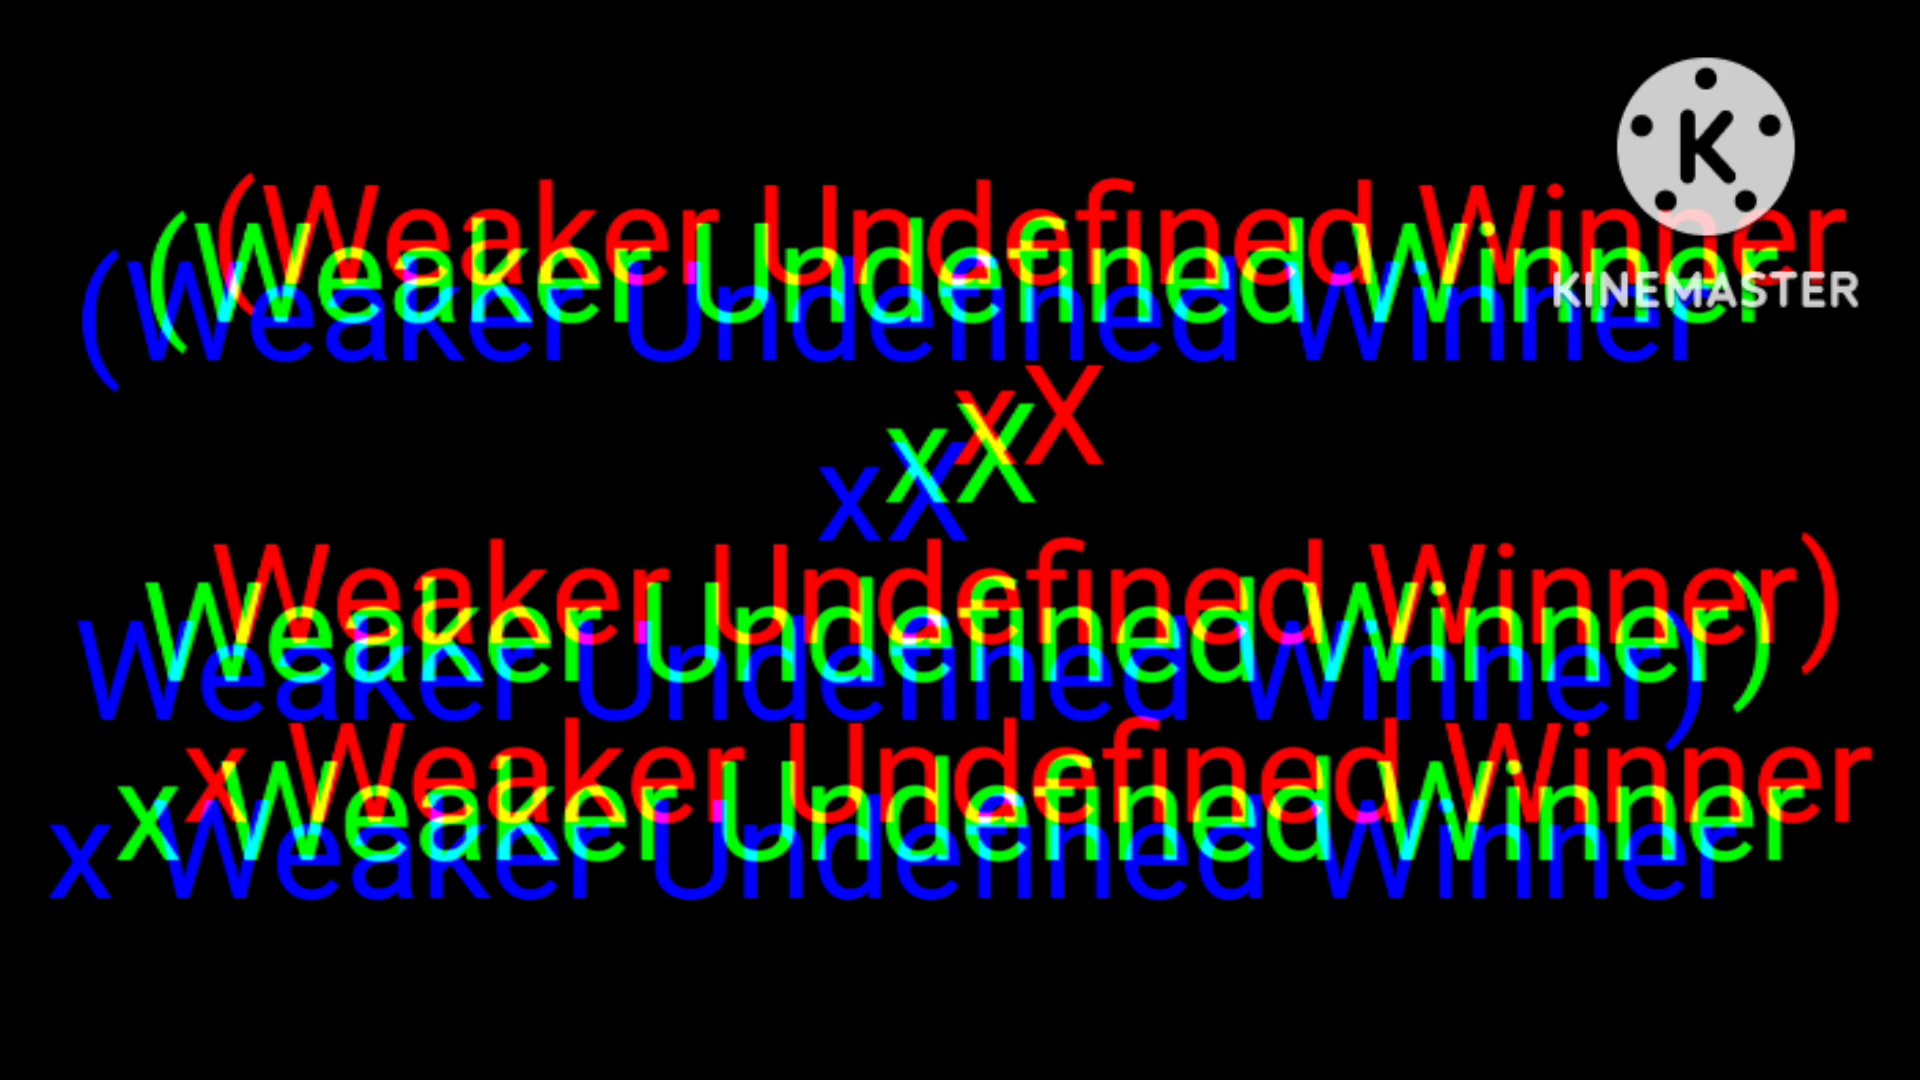 (Weaker Undefined Winner
xX
Weaker Undefined Winner)
x Weaker Undefined Winner
K
KINEMASTER